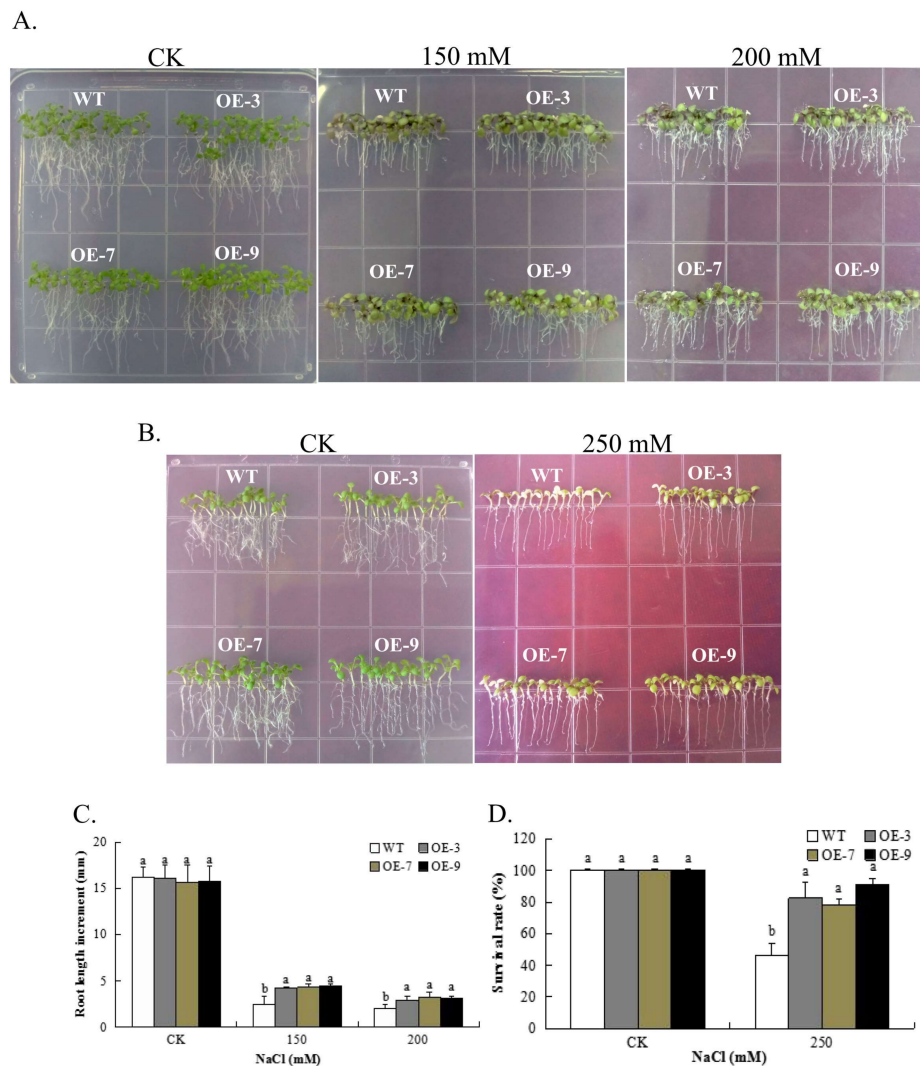 A.
CK 150 mM 200 mM
WT OE-3 WT OE-3 WT OE-3
OE-7 OE-9 OE-7 OE-9 OE-7 OE-9
B.
CK 250 mM
WT OE-3 WT OE-3
OE-7 OE-9 OE-7 OE-9
C.
Root length increment (mm)
20
15
10
5
0
WT OE-3
OE-7 OE-9
a a a a
b a a a
b a a a
CK 150 200
NaCl (mM)
D.
Survival rate (%)
120
100
80
60
40
20
0
WT OE-3
OE-7 OE-9
a a a a
b a a a
CK 250
NaCl (mM)